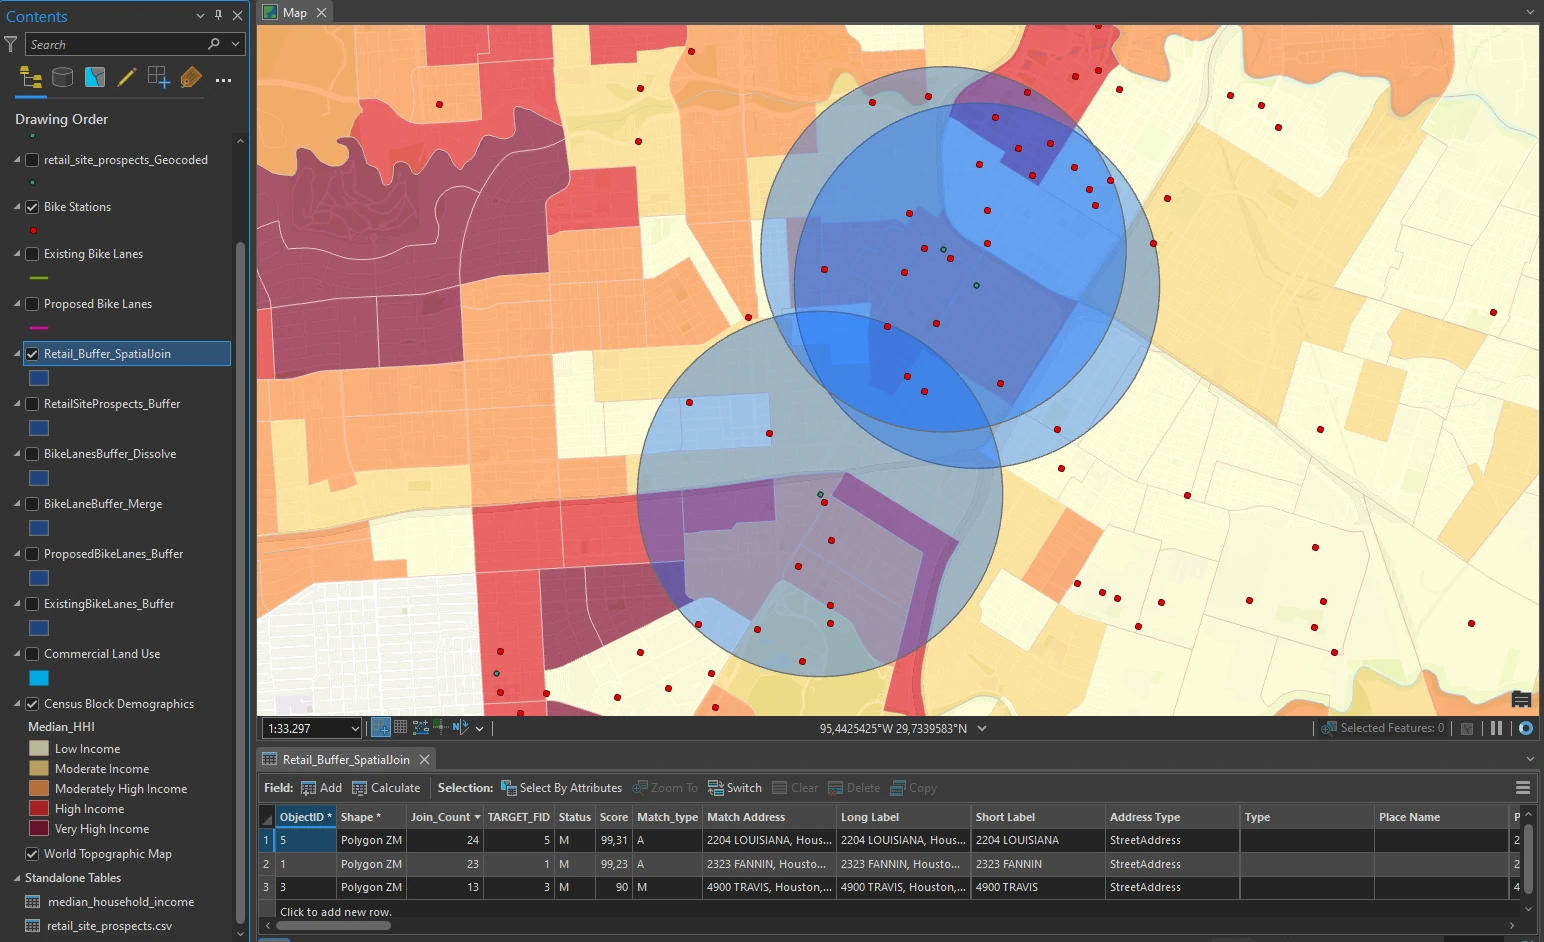 Contents
Map
Search
Drawing Order
retail_site_prospects_Geocoded
Bike Stations
Existing Bike Lanes
Proposed Bike Lanes
Retail_Buffer_SpatialJoin
RetailSiteProspects_Buffer
BikeLanesBuffer_Dissolve
BikeLaneBuffer_Merge
ProposedBikeLanes_Buffer
ExistingBikeLanes_Buffer
Commercial Land Use
Census Block Demographics
Median_HHI
Low Income
Moderate Income
Moderately High Income
High Income
Very High Income
World Topographic Map
Standalone Tables
median_household_income
retail_site_prospects.csv
1:33.297 95,4425425°W 29,7339583°N Selected Features: 0
Retail_Buffer_SpatialJoin
Field: Add Calculate Selection: Select By Attributes Zoom To Switch Clear Delete Copy
ObjectID * Shape * Join_Count TARGET_FID Status Score Match_type Match Address Long Label Short Label Address Type Type Place Name P
1 5 Polygon ZM 24 5 M 99,31 A 2204 LOUISIANA, Hous... 2204 LOUISIANA, Hous... 2204 LOUISIANA StreetAddress 2
2 1 Polygon ZM 23 1 M 99,23 A 2323 FANNIN, Housto... 2323 FANNIN, Housto... 2323 FANNIN StreetAddress 2
3 3 Polygon ZM 13 3 M 90 M 4900 TRAVIS, Houston,... 4900 TRAVIS, Houston,... 4900 TRAVIS StreetAddress 4
Click to add new row.